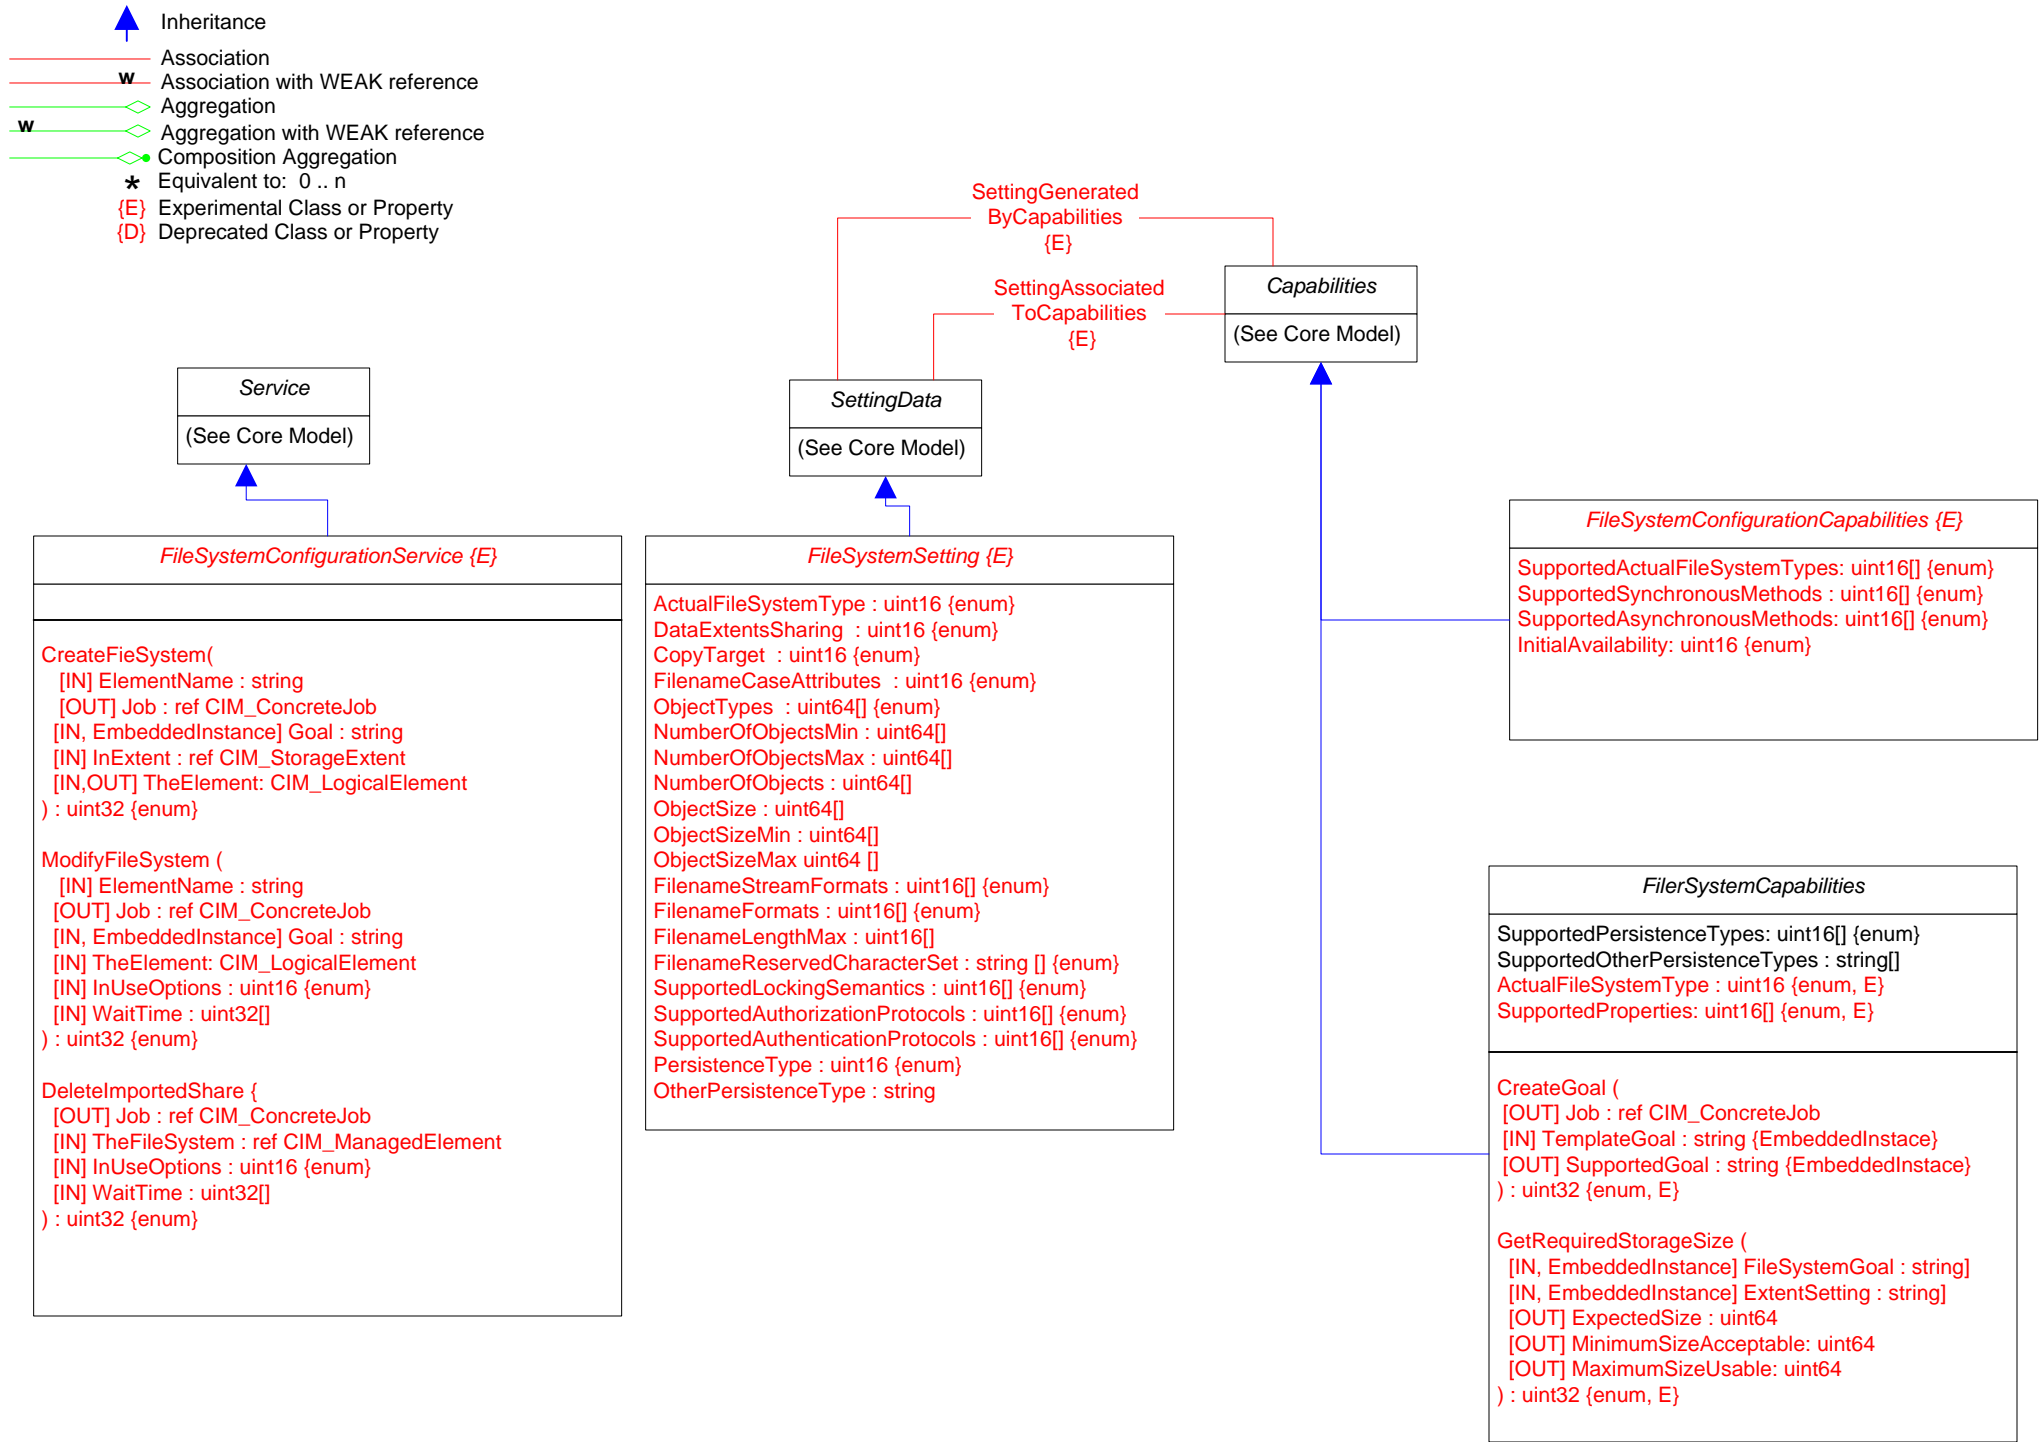 Inheritance
Association
w Association with WEAK reference
Aggregation
w Aggregation with WEAK reference
Composition Aggregation
* Equivalent to: 0 .. n
{E} Experimental Class or Property
{D} Deprecated Class or Property
SettingGenerated
ByCapabilities
{E}
SettingAssociated
ToCapabilities
{E}
Capabilities
(See Core Model)
Service
(See Core Model)
SettingData
(See Core Model)
FileSystemConfigurationService {E}
CreateFieSystem(
[IN] ElementName : string
[OUT] Job : ref CIM_ConcreteJob
[IN, EmbeddedInstance] Goal : string
[IN] InExtent : ref CIM_StorageExtent
[IN,OUT] TheElement: CIM_LogicalElement
) : uint32 {enum}
ModifyFileSystem (
[IN] ElementName : string
[OUT] Job : ref CIM_ConcreteJob
[IN, EmbeddedInstance] Goal : string
[IN] TheElement: CIM_LogicalElement
[IN] InUseOptions : uint16 {enum}
[IN] WaitTime : uint32[]
) : uint32 {enum}
DeleteImportedShare {
[OUT] Job : ref CIM_ConcreteJob
[IN] TheFileSystem : ref CIM_ManagedElement
[IN] InUseOptions : uint16 {enum}
[IN] WaitTime : uint32[]
) : uint32 {enum}
FileSystemSetting {E}
ActualFileSystemType : uint16 {enum}
DataExtentsSharing : uint16 {enum}
CopyTarget : uint16 {enum}
FilenameCaseAttributes : uint16 {enum}
ObjectTypes : uint64[] {enum}
NumberOfObjectsMin : uint64[]
NumberOfObjectsMax : uint64[]
NumberOfObjects : uint64[]
ObjectSize : uint64[]
ObjectSizeMin : uint64[]
ObjectSizeMax uint64 []
FilenameStreamFormats : uint16[] {enum}
FilenameFormats : uint16[] {enum}
FilenameLengthMax : uint16[]
FilenameReservedCharacterSet : string [] {enum}
SupportedLockingSemantics : uint16[] {enum}
SupportedAuthorizationProtocols : uint16[] {enum}
SupportedAuthenticationProtocols : uint16[] {enum}
PersistenceType : uint16 {enum}
OtherPersistenceType : string
FileSystemConfigurationCapabilities {E}
SupportedActualFileSystemTypes: uint16[] {enum}
SupportedSynchronousMethods : uint16[] {enum}
SupportedAsynchronousMethods: uint16[] {enum}
InitialAvailability: uint16 {enum}
FilerSystemCapabilities
SupportedPersistenceTypes: uint16[] {enum}
SupportedOtherPersistenceTypes : string[]
ActualFileSystemType : uint16 {enum, E}
SupportedProperties: uint16[] {enum, E}
CreateGoal (
[OUT] Job : ref CIM_ConcreteJob
[IN] TemplateGoal : string {EmbeddedInstace}
[OUT] SupportedGoal : string {EmbeddedInstace}
) : uint32 {enum, E}
GetRequiredStorageSize (
[IN, EmbeddedInstance] FileSystemGoal : string]
[IN, EmbeddedInstance] ExtentSetting : string]
[OUT] ExpectedSize : uint64
[OUT] MinimumSizeAcceptable: uint64
[OUT] MaximumSizeUsable: uint64
) : uint32 {enum, E}